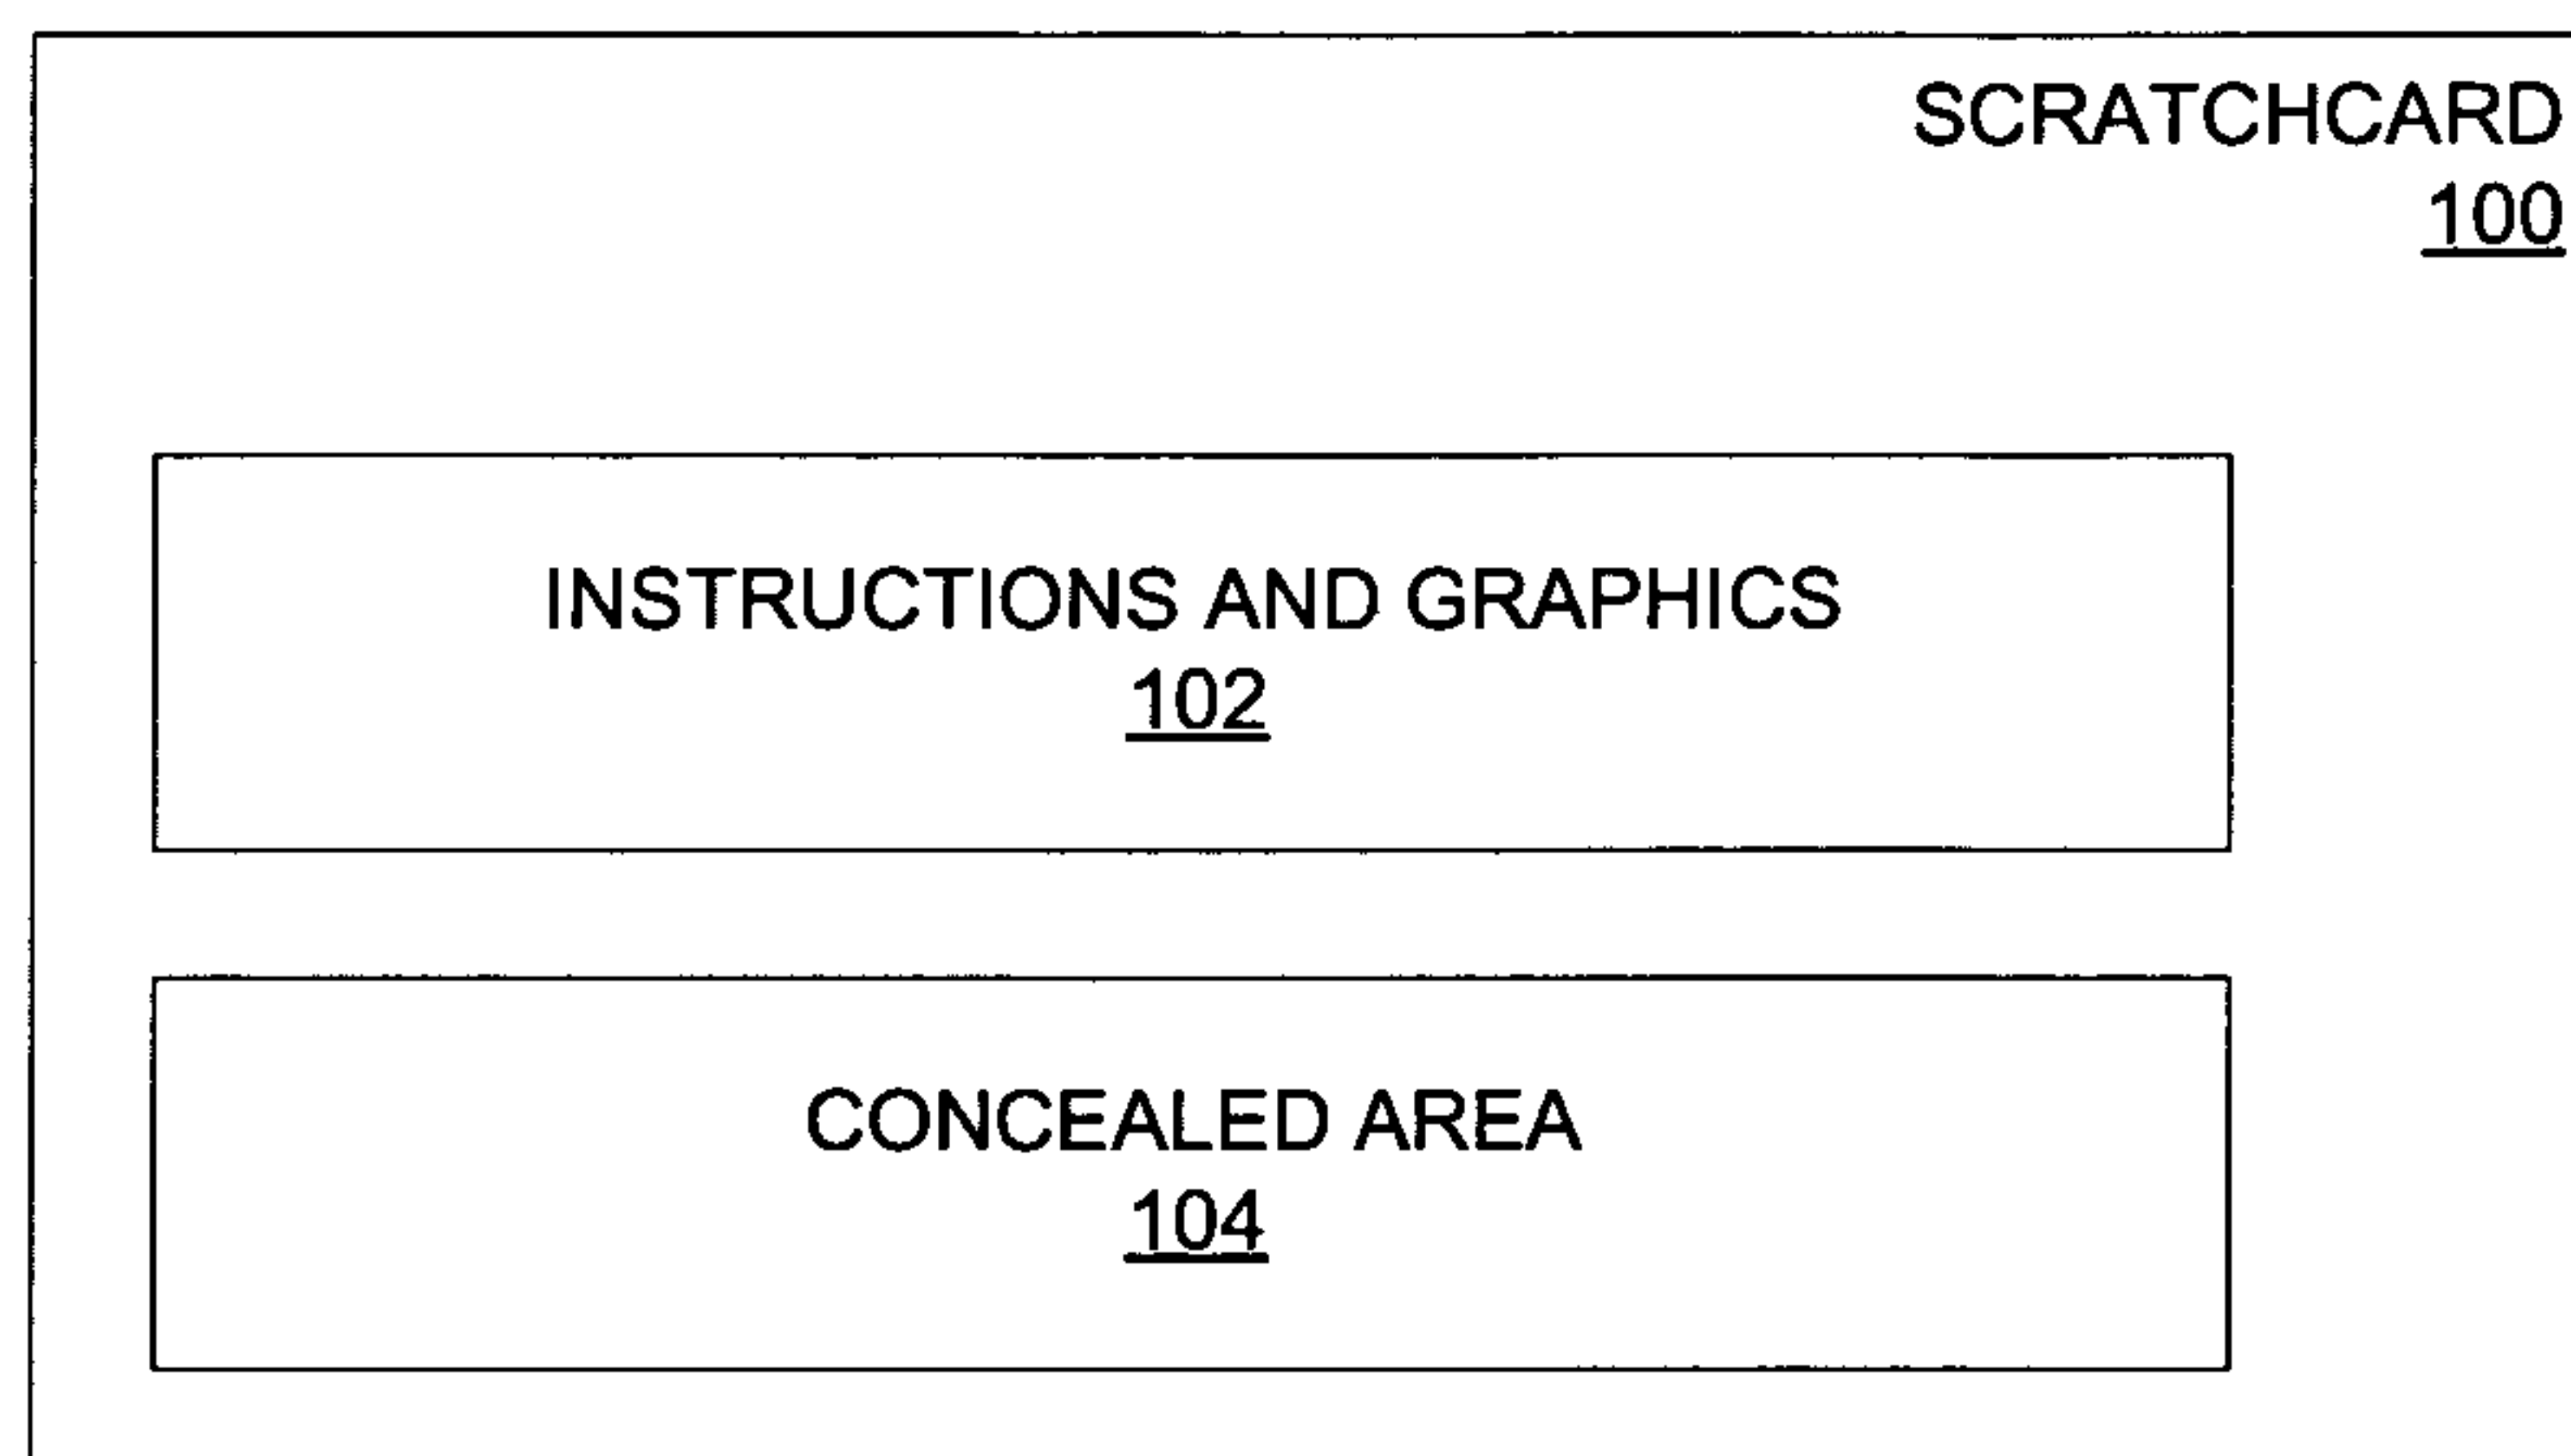 SCRATCHCARD
100
INSTRUCTIONS AND GRAPHICS
102
CONCEALED AREA
104